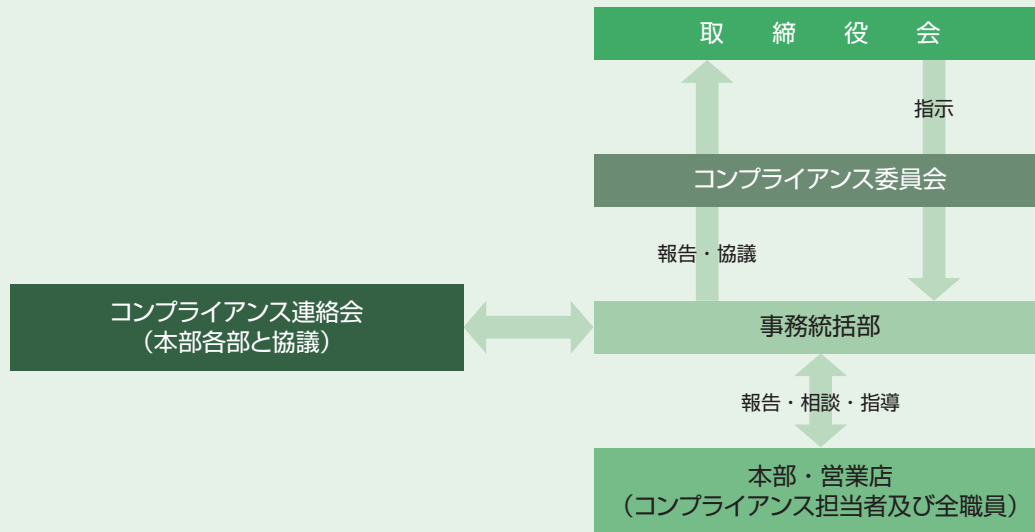 取締役会
指示
コンプライアンス委員会
報告・協議
コンプライアンス連絡会
（本部各部と協議）
事務統括部
報告・相談・指導
本部・営業店
（コンプライアンス担当者及び全職員）